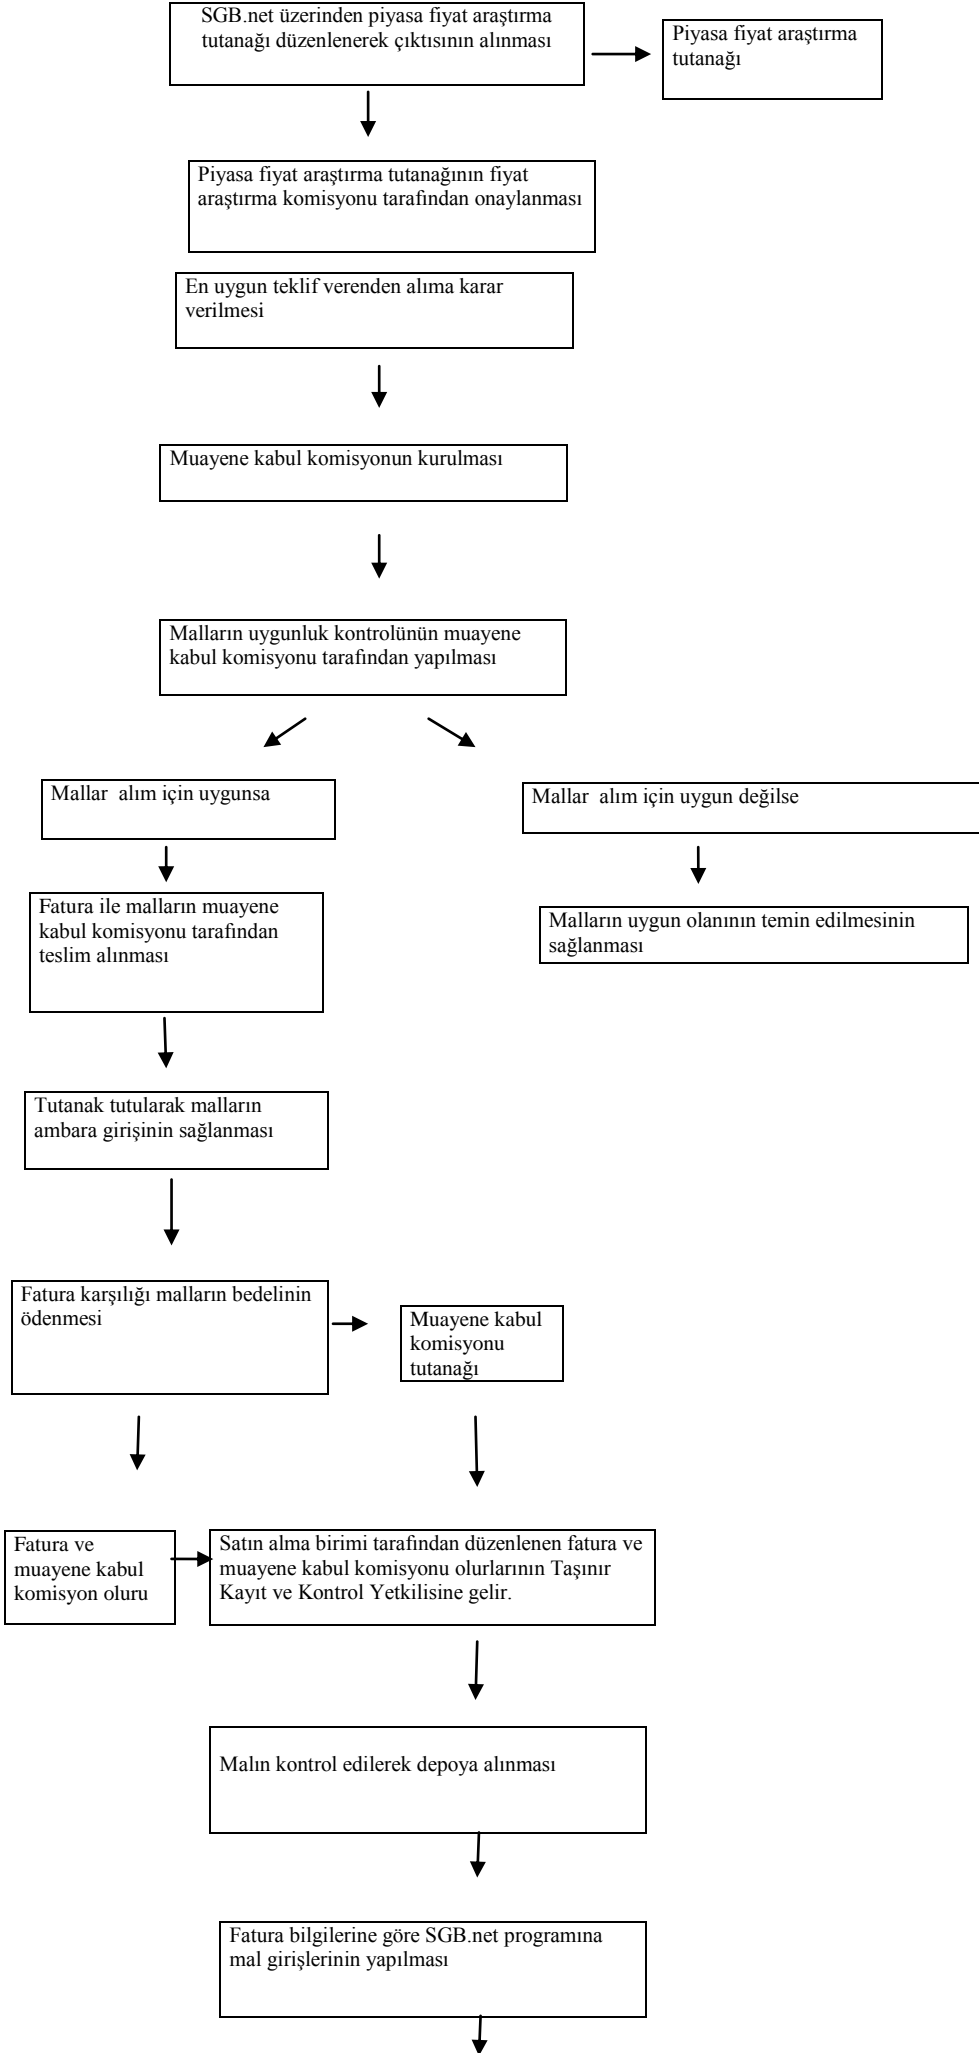 SGB.net üzerinden piyasa fiyat araştırma
tutanağı düzenlenerek çıktısının alınması
Piyasa fiyat araştırma
tutanağı
Piyasa fiyat araştırma tutanağının fiyat
araştırma komisyonu tarafından onaylanması
En uygun teklif verenden alıma karar
verilmesi
Muayene kabul komisyonun kurulması
Malların uygunluk kontrolünün muayene
kabul komisyonu tarafından yapılması
Mallar alım için uygunsa
Mallar alım için uygun değilse
Fatura ile malların muayene
kabul komisyonu tarafından
teslim alınması
Malların uygun olanının temin edilmesinin
sağlanması
Tutanak tutularak malların
ambara girişinin sağlanması
Fatura karşılığı malların bedelinin
ödenmesi
Muayene kabul
komisyonu
tutanağı
Fatura ve
muayene kabul
komisyon oluru
Satın alma birimi tarafından düzenlenen fatura ve
muayene kabul komisyonu olurlarının Taşınır
Kayıt ve Kontrol Yetkilisine gelir.
Malın kontrol edilerek depoya alınması
Fatura bilgilerine göre SGB.net programına
mal girişlerinin yapılması